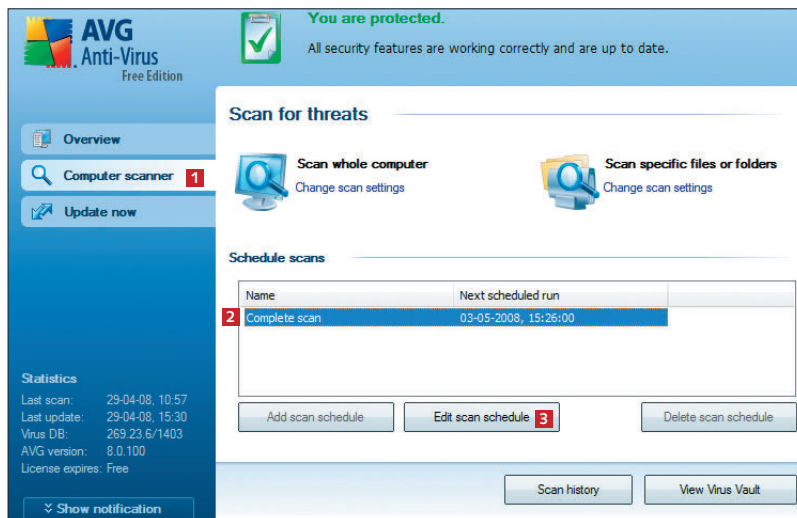 AVG
Anti-Virus
Free Edition
You are protected.
All security features are working correctly and are up to date.
Overview
Computer scanner 1
Update now
Scan for threats
Scan whole computer
Change scan settings
Scan specific files or folders
Change scan settings
Schedule scans
Name Next scheduled run
2 Complete scan 03-05-2008, 15:26:00
Add scan schedule
Edit scan schedule 3
Delete scan schedule
Statistics
Last scan: 29-04-08, 10:57
Last update: 29-04-08, 15:30
Virus DB: 269.23.6/1403
AVG version: 8.0.100
License expires: Free
Show notification
Scan history
View Virus Vault